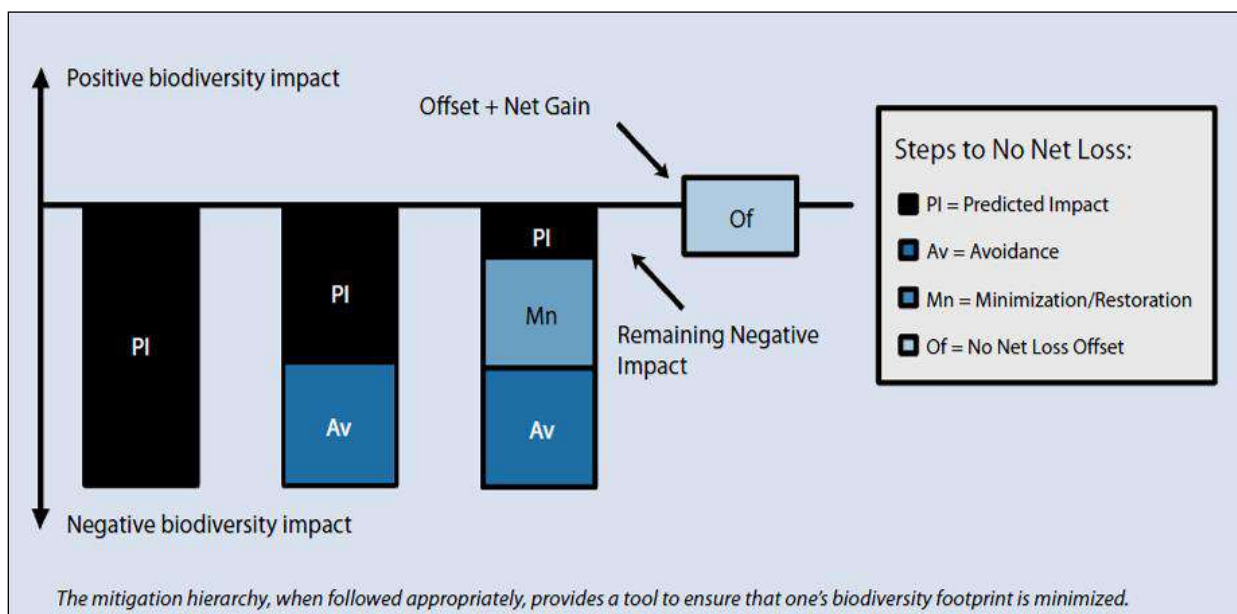 Positive biodiversity impact
Offset + Net Gain
Of
PI
PI
Av
PI
Mn
Av
Remaining Negative
Impact
Negative biodiversity impact
Steps to No Net Loss:
PI = Predicted Impact
Av = Avoidance
Mn = Minimization/Restoration
Of = No Net Loss Offset
The mitigation hierarchy, when followed appropriately, provides a tool to ensure that one's biodiversity footprint is minimized.